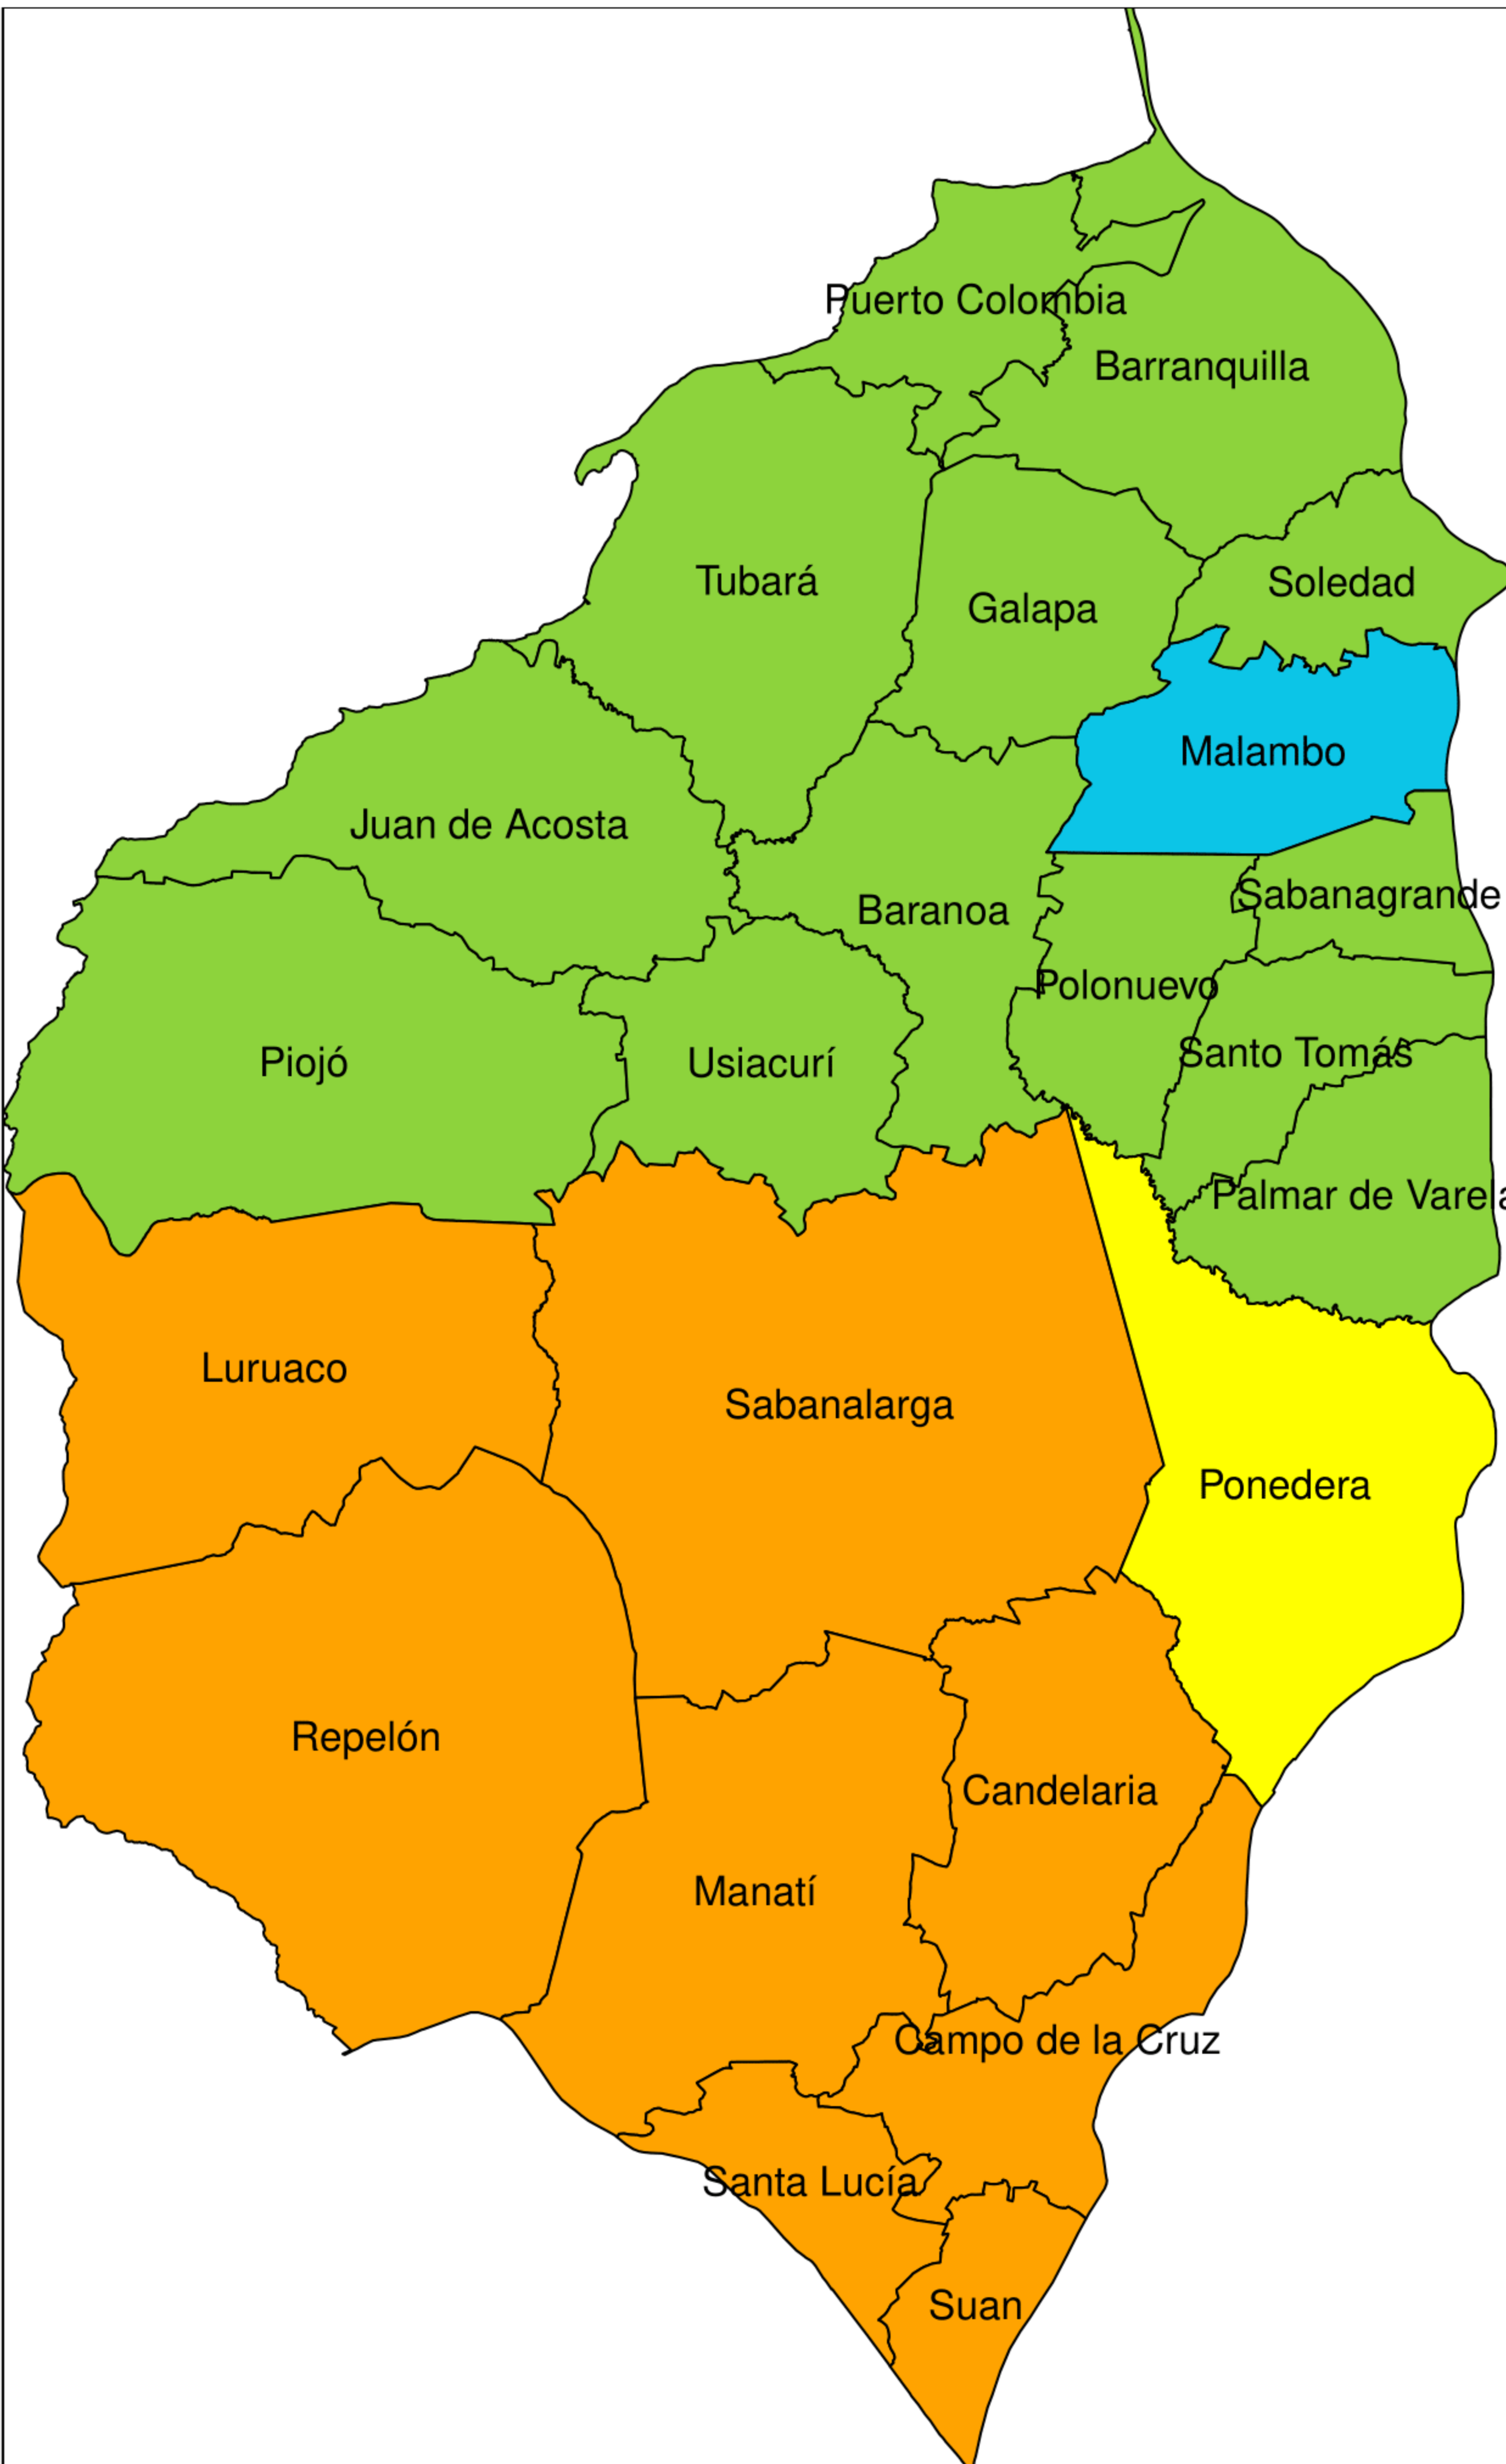 Puerto Colombia
Barranquilla
Tubará
Soledad
Galapa
Malambo
Juan de Acosta
Sabanagrande
Baranoa
Polonuevo
Santo Tomás
Piojó
Usiacurí
Palmar de Varela
Luruaco
Sabanalarga
Ponedera
Repelón
Candelaria
Manatí
Campo de la Cruz
Santa Lucía
Suan